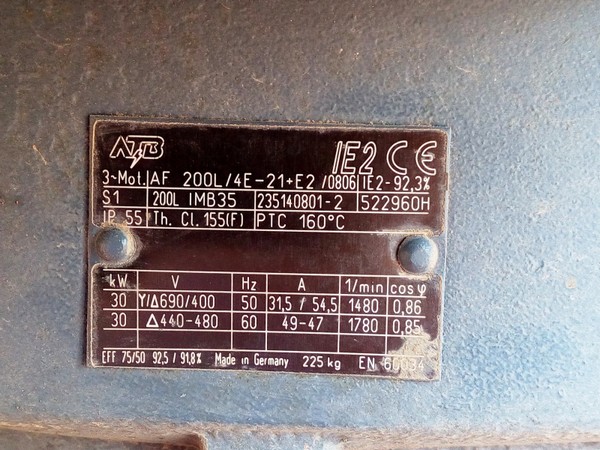 ATB IE2 CE
3~Mot. AF 200L/4E-21+E2 /0806 IE2-92,3%
S1 200L IMB35 235140801-2 522960H
IP 55 Th. Cl. 155(F) PTC 160°C
kW V Hz A 1/min cos φ
30 Y/Δ690/400 50 31,5 / 54,5 1480 0,86
30 Δ440-480 60 49-47 1780 0,85
EFF 75/50 92,5 / 91,8% Made in Germany 225 kg EN 60034